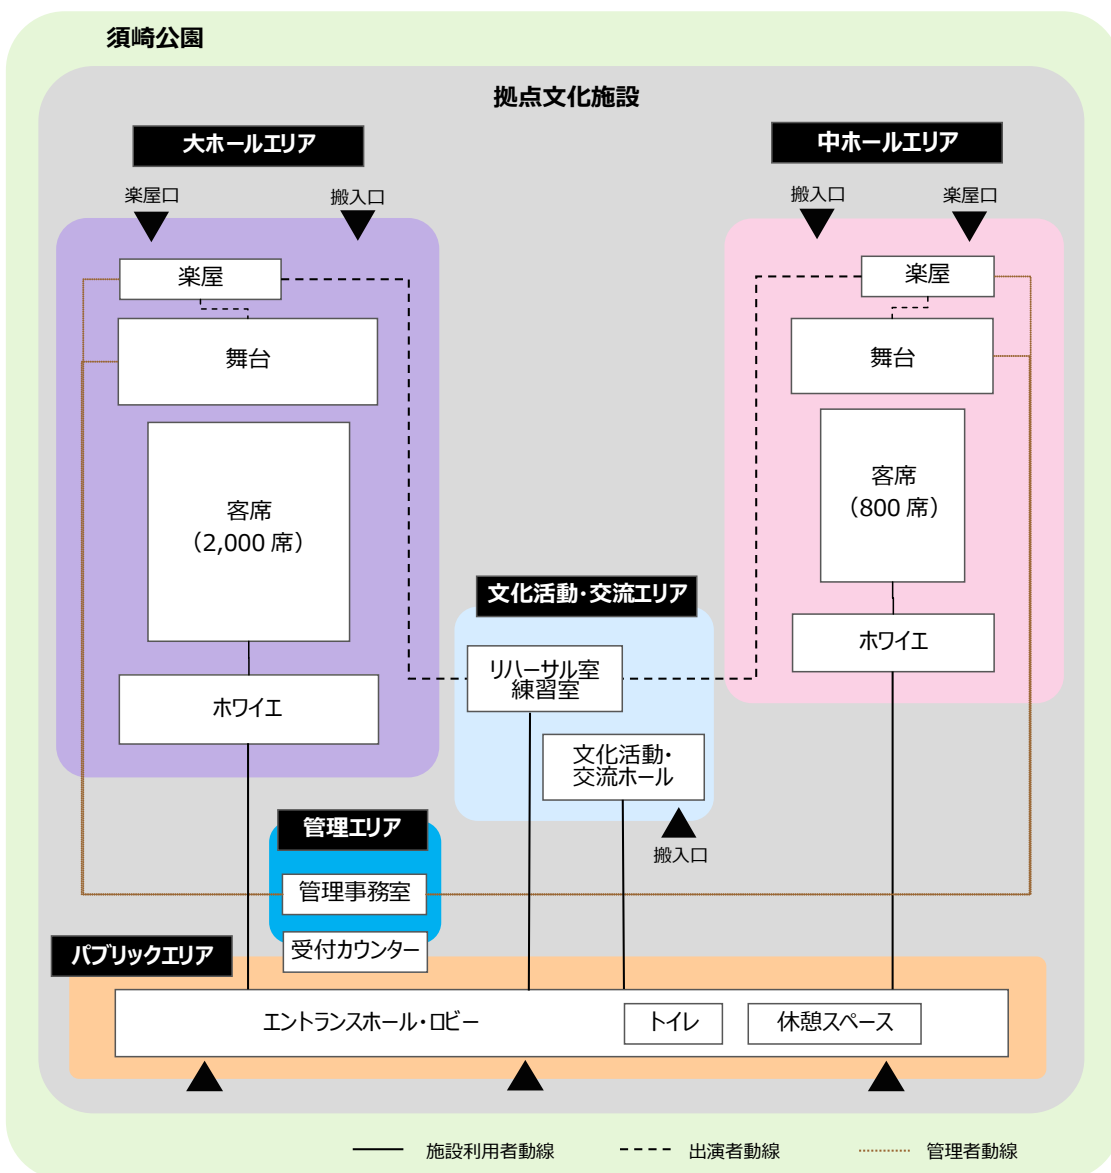 須崎公園
拠点文化施設
大ホールエリア
中ホールエリア
楽屋口
搬入口
搬入口
楽屋口
楽屋
楽屋
舞台
舞台
客席
（2,000 席）
客席
（800 席）
文化活動・交流エリア
ホワイエ
リハーサル室
練習室
ホワイエ
文化活動・
交流ホール
管理エリア
搬入口
管理事務室
受付カウンター
パブリックエリア
エントランスホール・ロビー
トイレ
休憩スペース
施設利用者動線
出演者動線
管理者動線